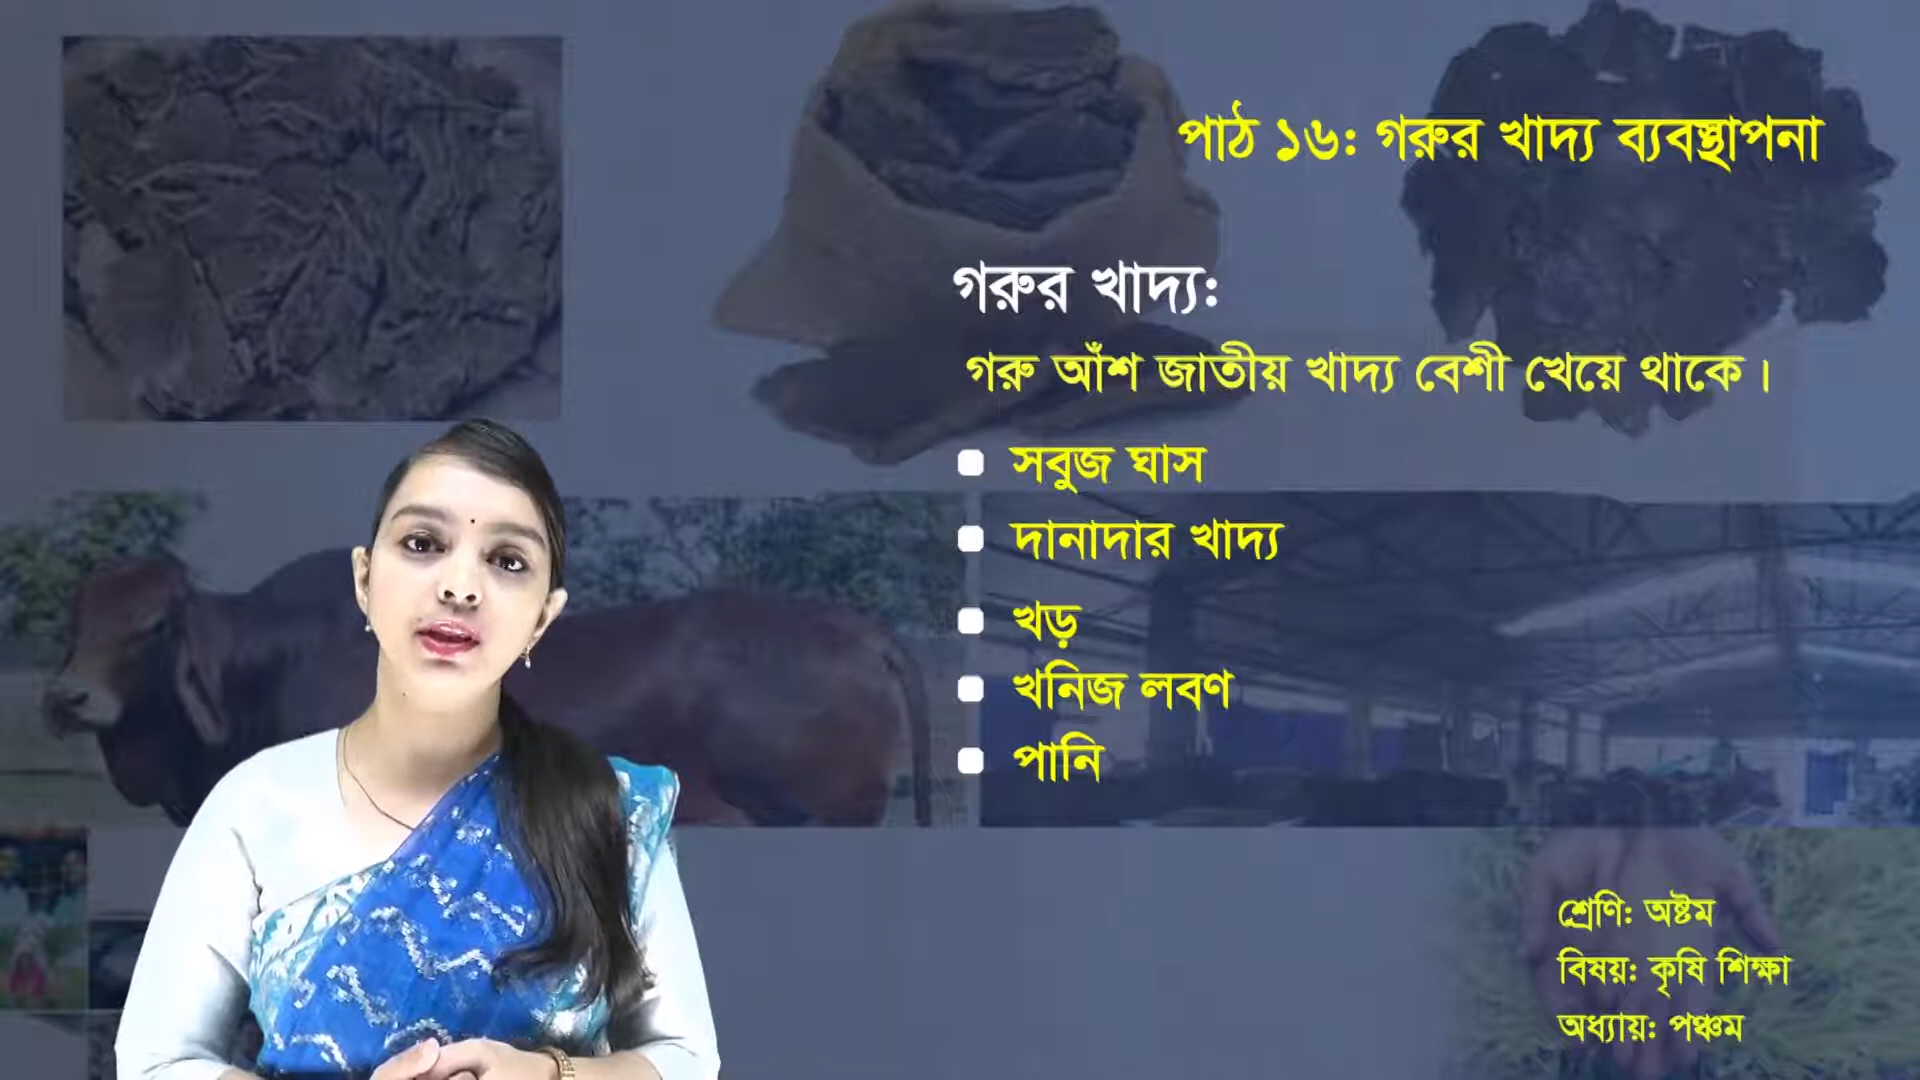 পাঠ ১৬: গরুর খাদ্য ব্যবস্থাপনা
গরুর খাদ্য:
গরু আঁশ জাতীয় খাদ্য বেশী খেয়ে থাকে।
সবুজ ঘাস
দানাদার খাদ্য
খড়
খনিজ লবণ
পানি
শ্রেণি: অষ্টম
বিষয়: কৃষি শিক্ষা
অধ্যায়: পঞ্চম